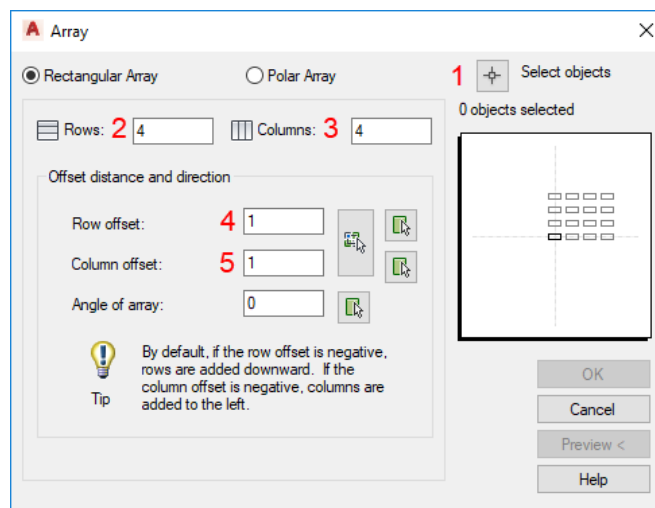 A Array
Rectangular Array Polar Array 1 Select objects
0 objects selected
Rows: 2 4 Columns: 3 4
Offset distance and direction
Row offset: 4 1
Column offset: 5 1
Angle of array: 0
By default, if the row offset is negative,
rows are added downward. If the
column offset is negative, columns are
added to the left.
Tip
OK
Cancel
Preview <
Help